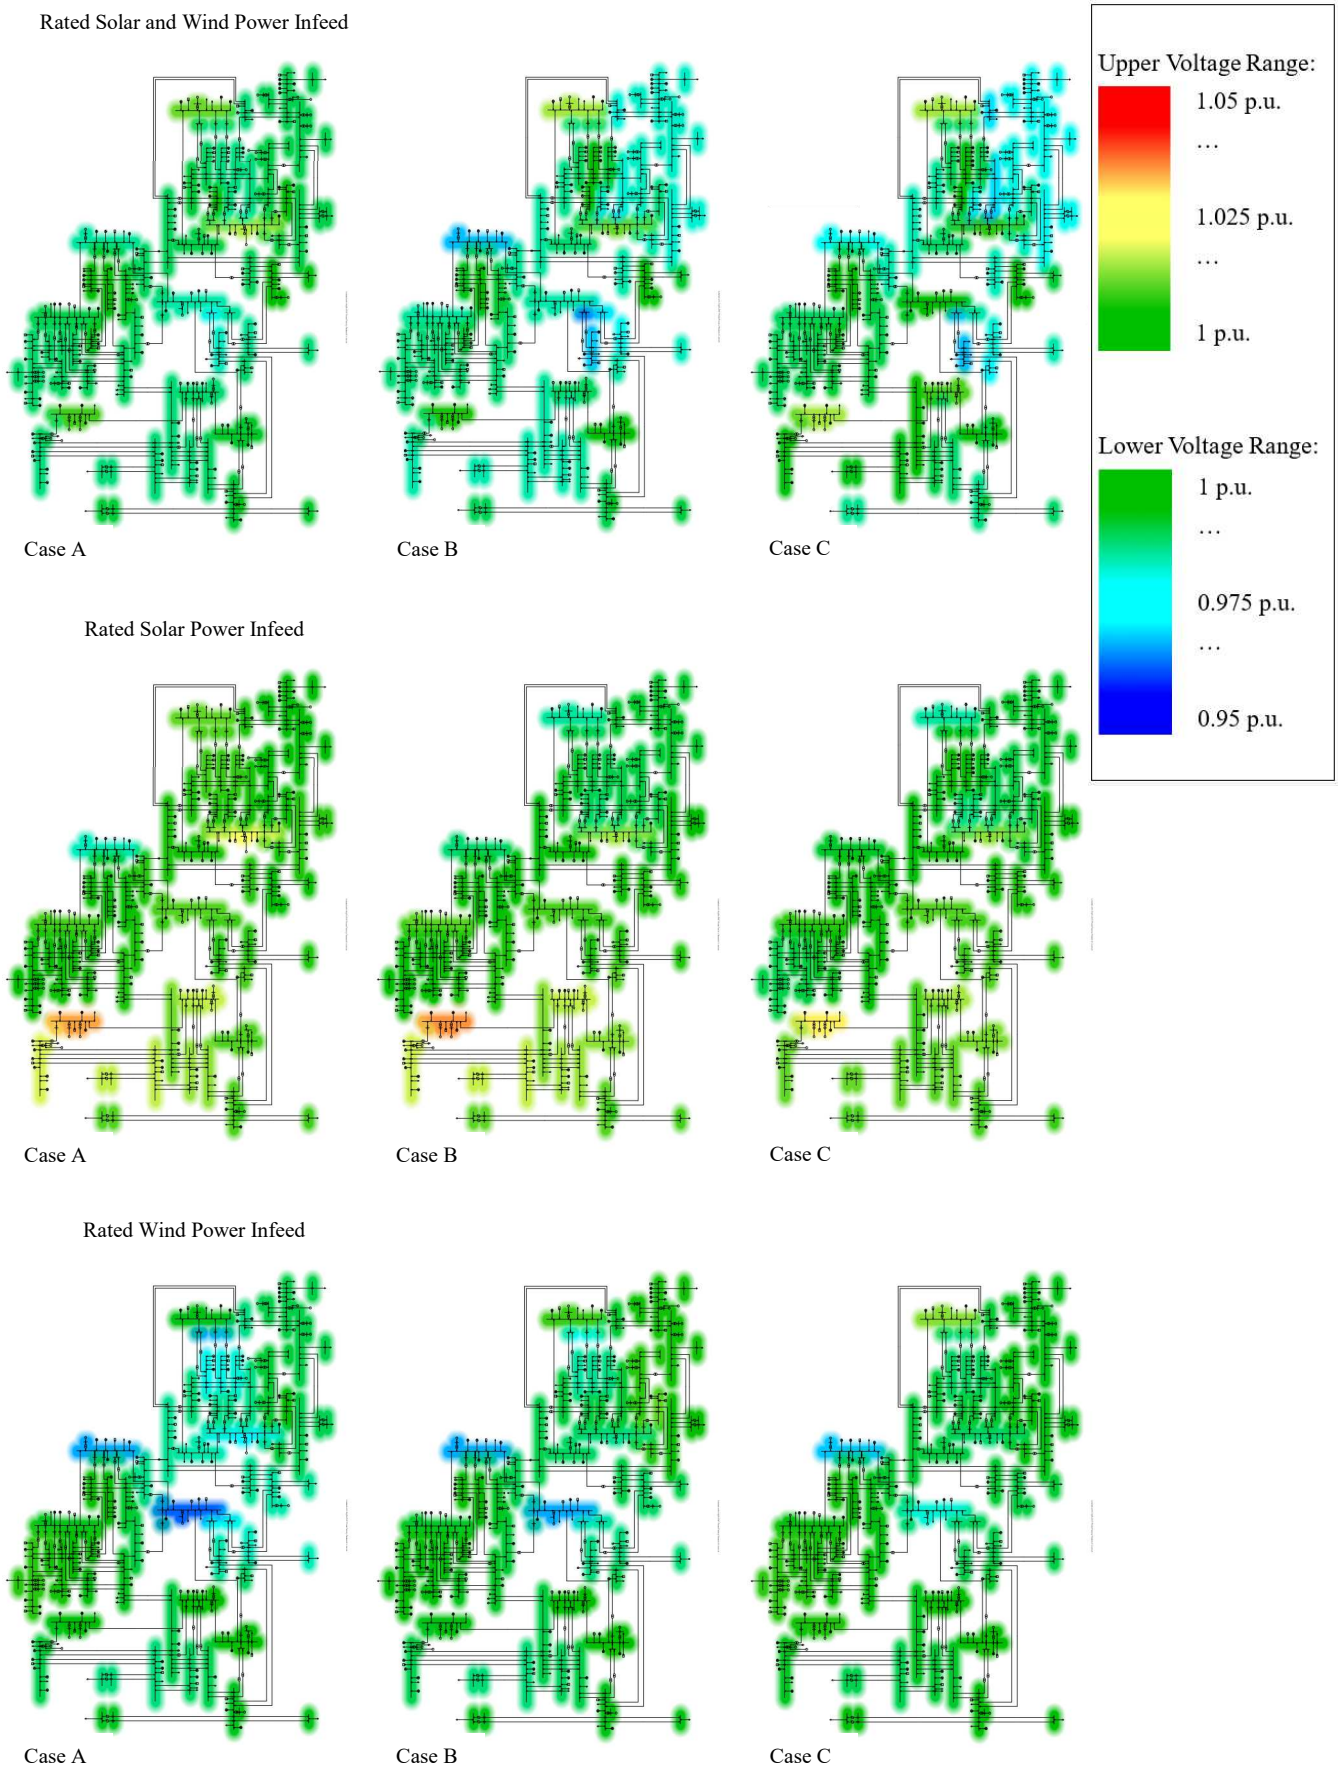 Rated Solar and Wind Power Infeed
Upper Voltage Range:
1.05 p.u.
...
1.025 p.u.
...
1 p.u.
Lower Voltage Range:
1 p.u.
...
0.975 p.u.
...
0.95 p.u.
Case A
Case B
Case C
Rated Solar Power Infeed
Case A
Case B
Case C
Rated Wind Power Infeed
Case A
Case B
Case C